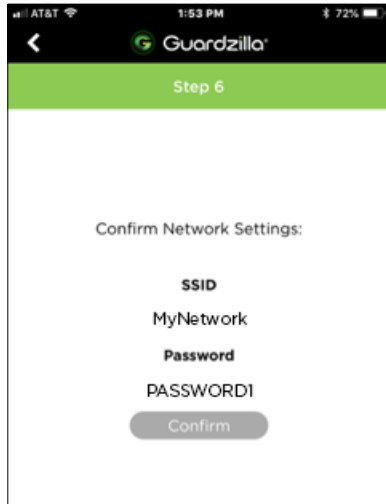 AT&T 1:53 PM 72%
Guardzilla
Step 6
Confirm Network Settings:
SSID
MyNetwork
Password
PASSWORD1
Confirm